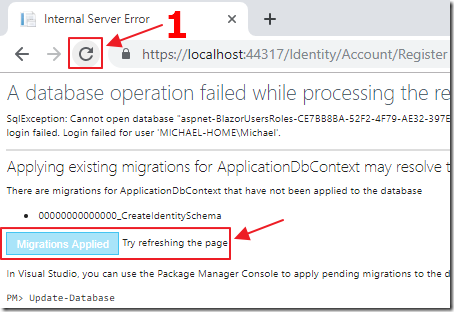 Internal Server Error
1
https://localhost:44317/Identity/Account/Register
A database operation failed while processing the re
SqlException: Cannot open database "aspnet-BlazorUsersRoles-CE7BB8BA-52F2-4F79-AE32-397E
login failed. Login failed for user 'MICHAEL-HOME\Michael'.
Applying existing migrations for ApplicationDbContext may resolve t
There are migrations for ApplicationDbContext that have not been applied to the database
00000000000000_CreateIdentitySchema
Migrations Applied Try refreshing the page
In Visual Studio, you can use the Package Manager Console to apply pending migrations to the d
PM> Update-Database